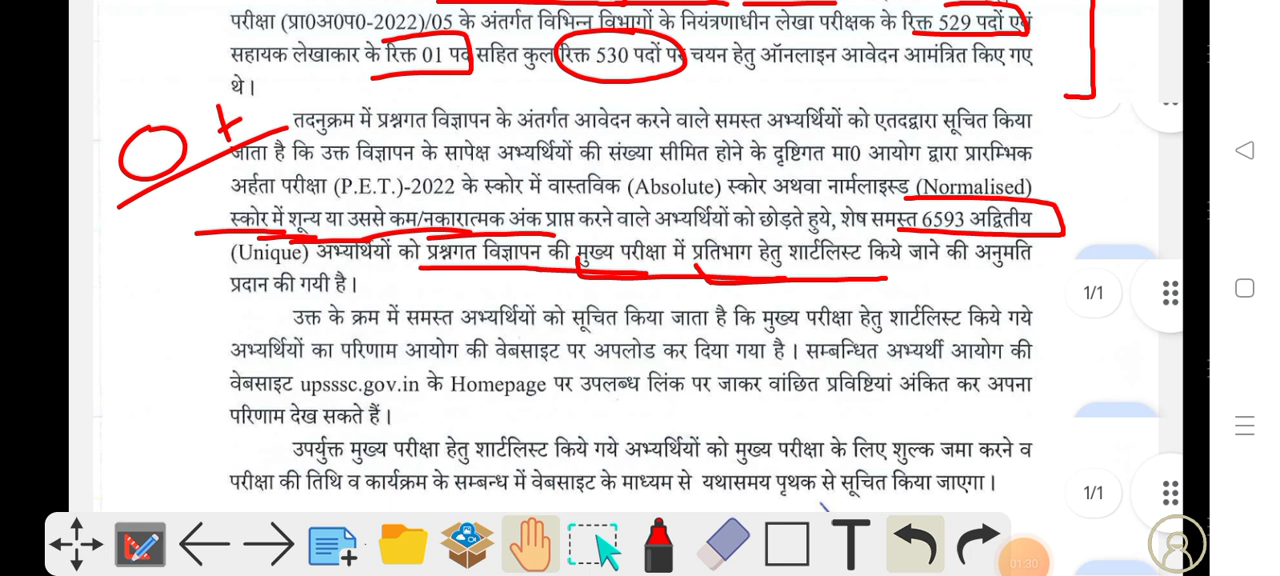 परीक्षा (प्रा0अ0प0-2022)/05 के अंतर्गत विभिन्न विभागों के नियंत्रणाधीन लेखा परीक्षक के रिक्त 529 पदों एवं
सहायक लेखाकार के रिक्त 01 पद सहित कुल रिक्त 530 पदों पर चयन हेतु ऑनलाइन आवेदन आमंत्रित किए गए
थे।
तदनुक्रम में प्रश्नगत विज्ञापन के अंतर्गत आवेदन करने वाले समस्त अभ्यर्थियों को एतदद्वारा सूचित किया
जाता है कि उक्त विज्ञापन के सापेक्ष अभ्यर्थियों की संख्या सीमित होने के दृष्टिगत मा0 आयोग द्वारा प्रारम्भिक
अर्हता परीक्षा (P.E.T.)-2022 के स्कोर में वास्तविक (Absolute) स्कोर अथवा नार्मलाइस्ड (Normalised)
स्कोर में शून्य या उससे कम/नकारात्मक अंक प्राप्त करने वाले अभ्यर्थियों को छोड़ते हुये, शेष समस्त 6593 अद्वितीय
(Unique) अभ्यर्थियों को प्रश्नगत विज्ञापन की मुख्य परीक्षा में प्रतिभाग हेतु शार्टलिस्ट किये जाने की अनुमति
प्रदान की गयी है।
1/1
उक्त के क्रम में समस्त अभ्यर्थियों को सूचित किया जाता है कि मुख्य परीक्षा हेतु शार्टलिस्ट किये गये
अभ्यर्थियों का परिणाम आयोग की वेबसाइट पर अपलोड कर दिया गया है। सम्बन्धित अभ्यर्थी आयोग की
वेबसाइट upsssc.gov.in के Homepage पर उपलब्ध लिंक पर जाकर वांछित प्रविष्टियां अंकित कर अपना
परिणाम देख सकते हैं।
उपर्युक्त मुख्य परीक्षा हेतु शार्टलिस्ट किये गये अभ्यर्थियों को मुख्य परीक्षा के लिए शुल्क जमा करने व
परीक्षा की तिथि व कार्यक्रम के सम्बन्ध में वेबसाइट के माध्यम से यथासमय पृथक से सूचित किया जाएगा।
1/1
T
01:30